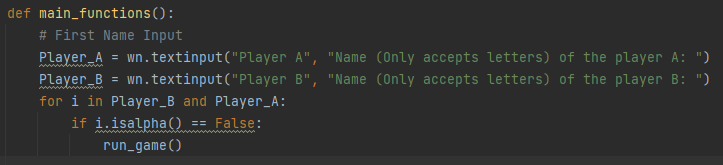 def main_functions():
    # First Name Input
    Player_A = wn.textinput("Player A", "Name (Only accepts letters) of the player A: ")
    Player_B = wn.textinput("Player B", "Name (Only accepts letters) of the player B: ")
    for i in Player_B and Player_A:
        if i.isalpha() == False:
            run_game()